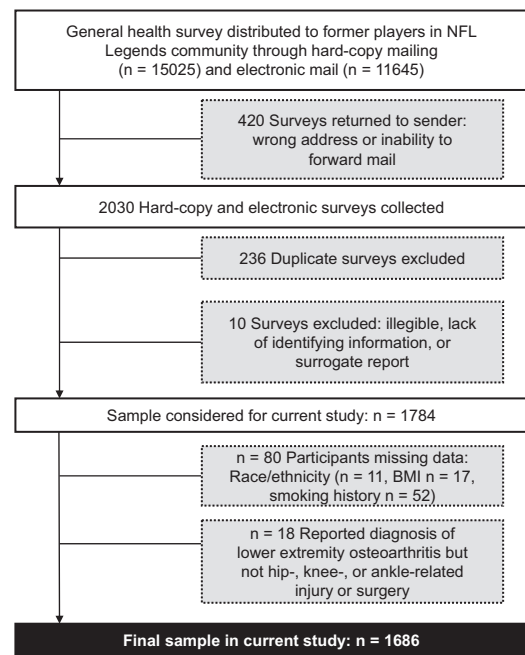 General health survey distributed to former players in NFL
Legends community through hard-copy mailing
(n = 15025) and electronic mail (n = 11645)
420 Surveys returned to sender:
wrong address or inability to
forward mail
2030 Hard-copy and electronic surveys collected
236 Duplicate surveys excluded
10 Surveys excluded: illegible, lack
of identifying information, or
surrogate report
Sample considered for current study: n = 1784
n = 80 Participants missing data:
Race/ethnicity (n = 11, BMI n = 17,
smoking history n = 52)
n = 18 Reported diagnosis of
lower extremity osteoarthritis but
not hip-, knee-, or ankle-related
injury or surgery
Final sample in current study: n = 1686